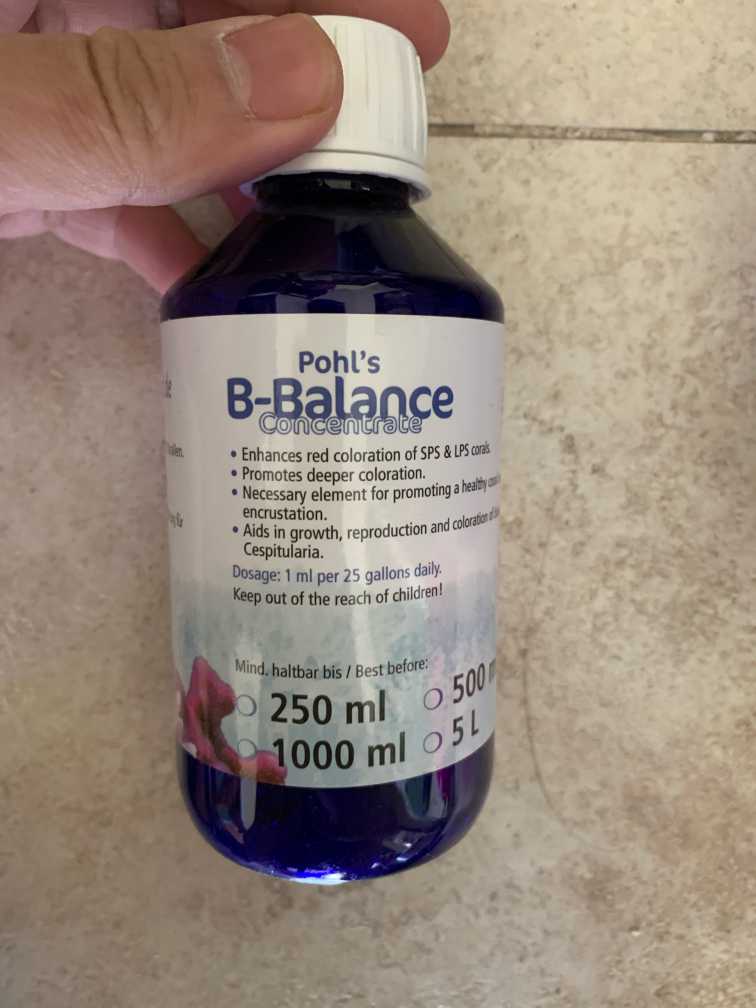 Pohl's
B-Balance
Concentrate
• Enhances red coloration of SPS & LPS corals.
• Promotes deeper coloration.
• Necessary element for promoting a healthy
encrustation.
• Aids in growth, reproduction and coloration of
Cespitularia.
Dosage: 1 ml per 25 gallons daily.
Keep out of the reach of children!
Mind. haltbar bis / Best before:
250 ml
500
1000 ml
5 L